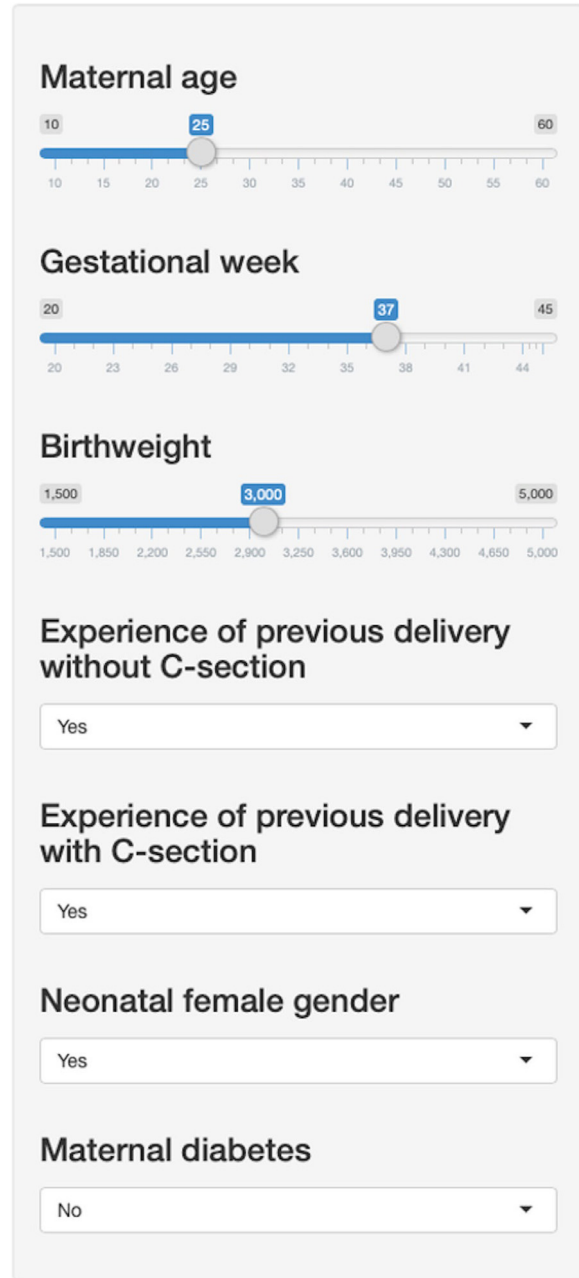 Maternal age
10 25 60
10 15 20 25 30 35 40 45 50 55 60
Gestational week
20 37 45
20 23 26 29 32 35 38 41 44
Birthweight
1,500 3,000 5,000
1,500 1,850 2,200 2,550 2,900 3,250 3,600 3,950 4,300 4,650 5,000
Experience of previous delivery
without C-section
Yes
Experience of previous delivery
with C-section
Yes
Neonatal female gender
Yes
Maternal diabetes
No